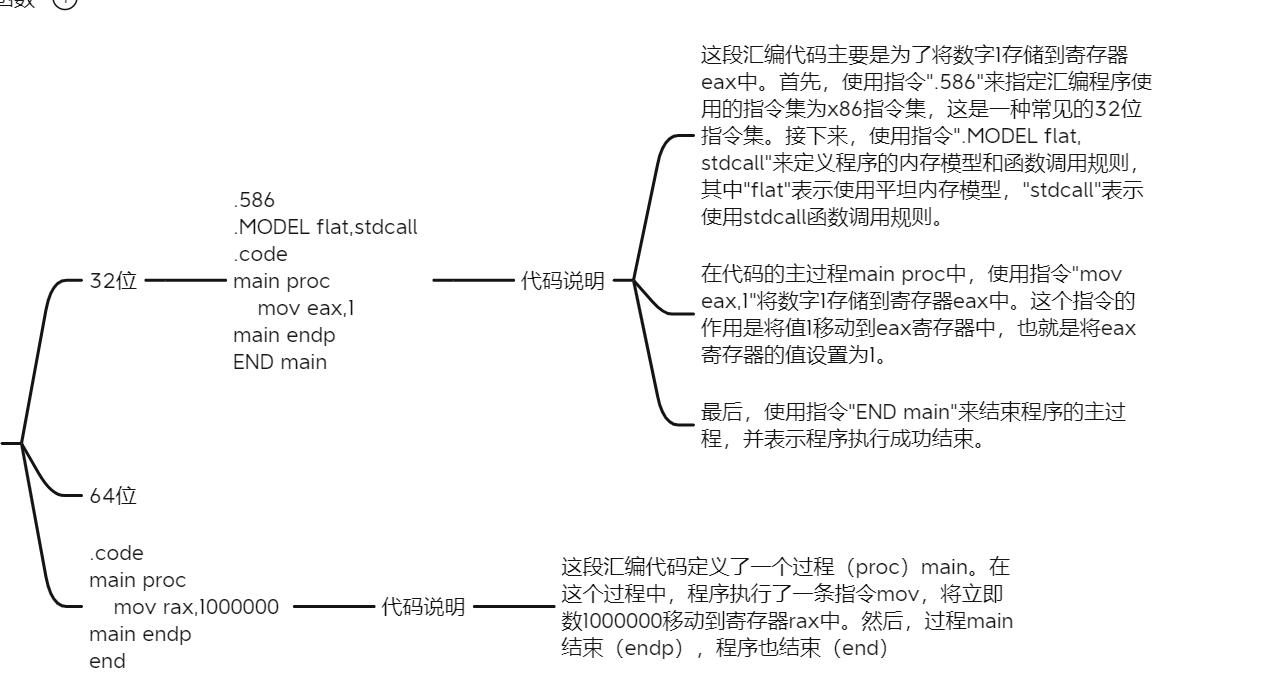 这段汇编代码主要是为了将数字1存储到寄存器
eax中。首先，使用指令".586"来指定汇编程序使
用的指令集为x86指令集，这是一种常见的32位
指令集。接下来，使用指令".MODEL flat,
stdcall"来定义程序的内存模型和函数调用规则，
其中"flat"表示使用平坦内存模型，"stdcall"表示
使用stdcall函数调用规则。
.586
.MODEL flat,stdcall
.code
32位
main proc
代码说明
mov eax,1
main endp
END main
在代码的主过程main proc中，使用指令"mov
eax,1"将数字1存储到寄存器eax中。这个指令的
作用是将值1移动到eax寄存器中，也就是将eax
寄存器的值设置为1。
最后，使用指令"END main"来结束程序的主过
程，并表示程序执行成功结束。
64位
.code
main proc
mov rax,1000000
main endp
end
代码说明
这段汇编代码定义了一个过程（proc）main。在
这个过程中，程序执行了一条指令mov，将立即
数1000000移动到寄存器rax中。然后，过程main
结束（endp），程序也结束（end）